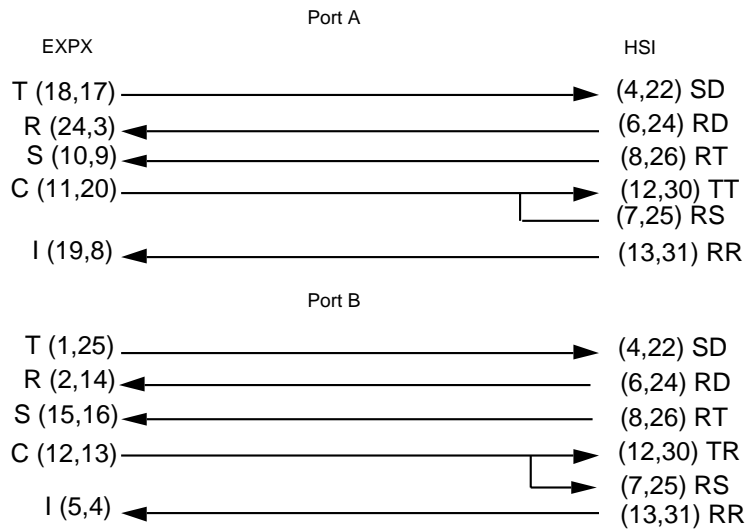 Port A
EXPX HSI
T (18,17) (4,22) SD
R (24,3) (6,24) RD
S (10,9) (8,26) RT
C (11,20) (12,30) TT
(7,25) RS
I (19,8) (13,31) RR
Port B
T (1,25) (4,22) SD
R (2,14) (6,24) RD
S (15,16) (8,26) RT
C (12,13) (12,30) TR
(7,25) RS
I (5,4) (13,31) RR